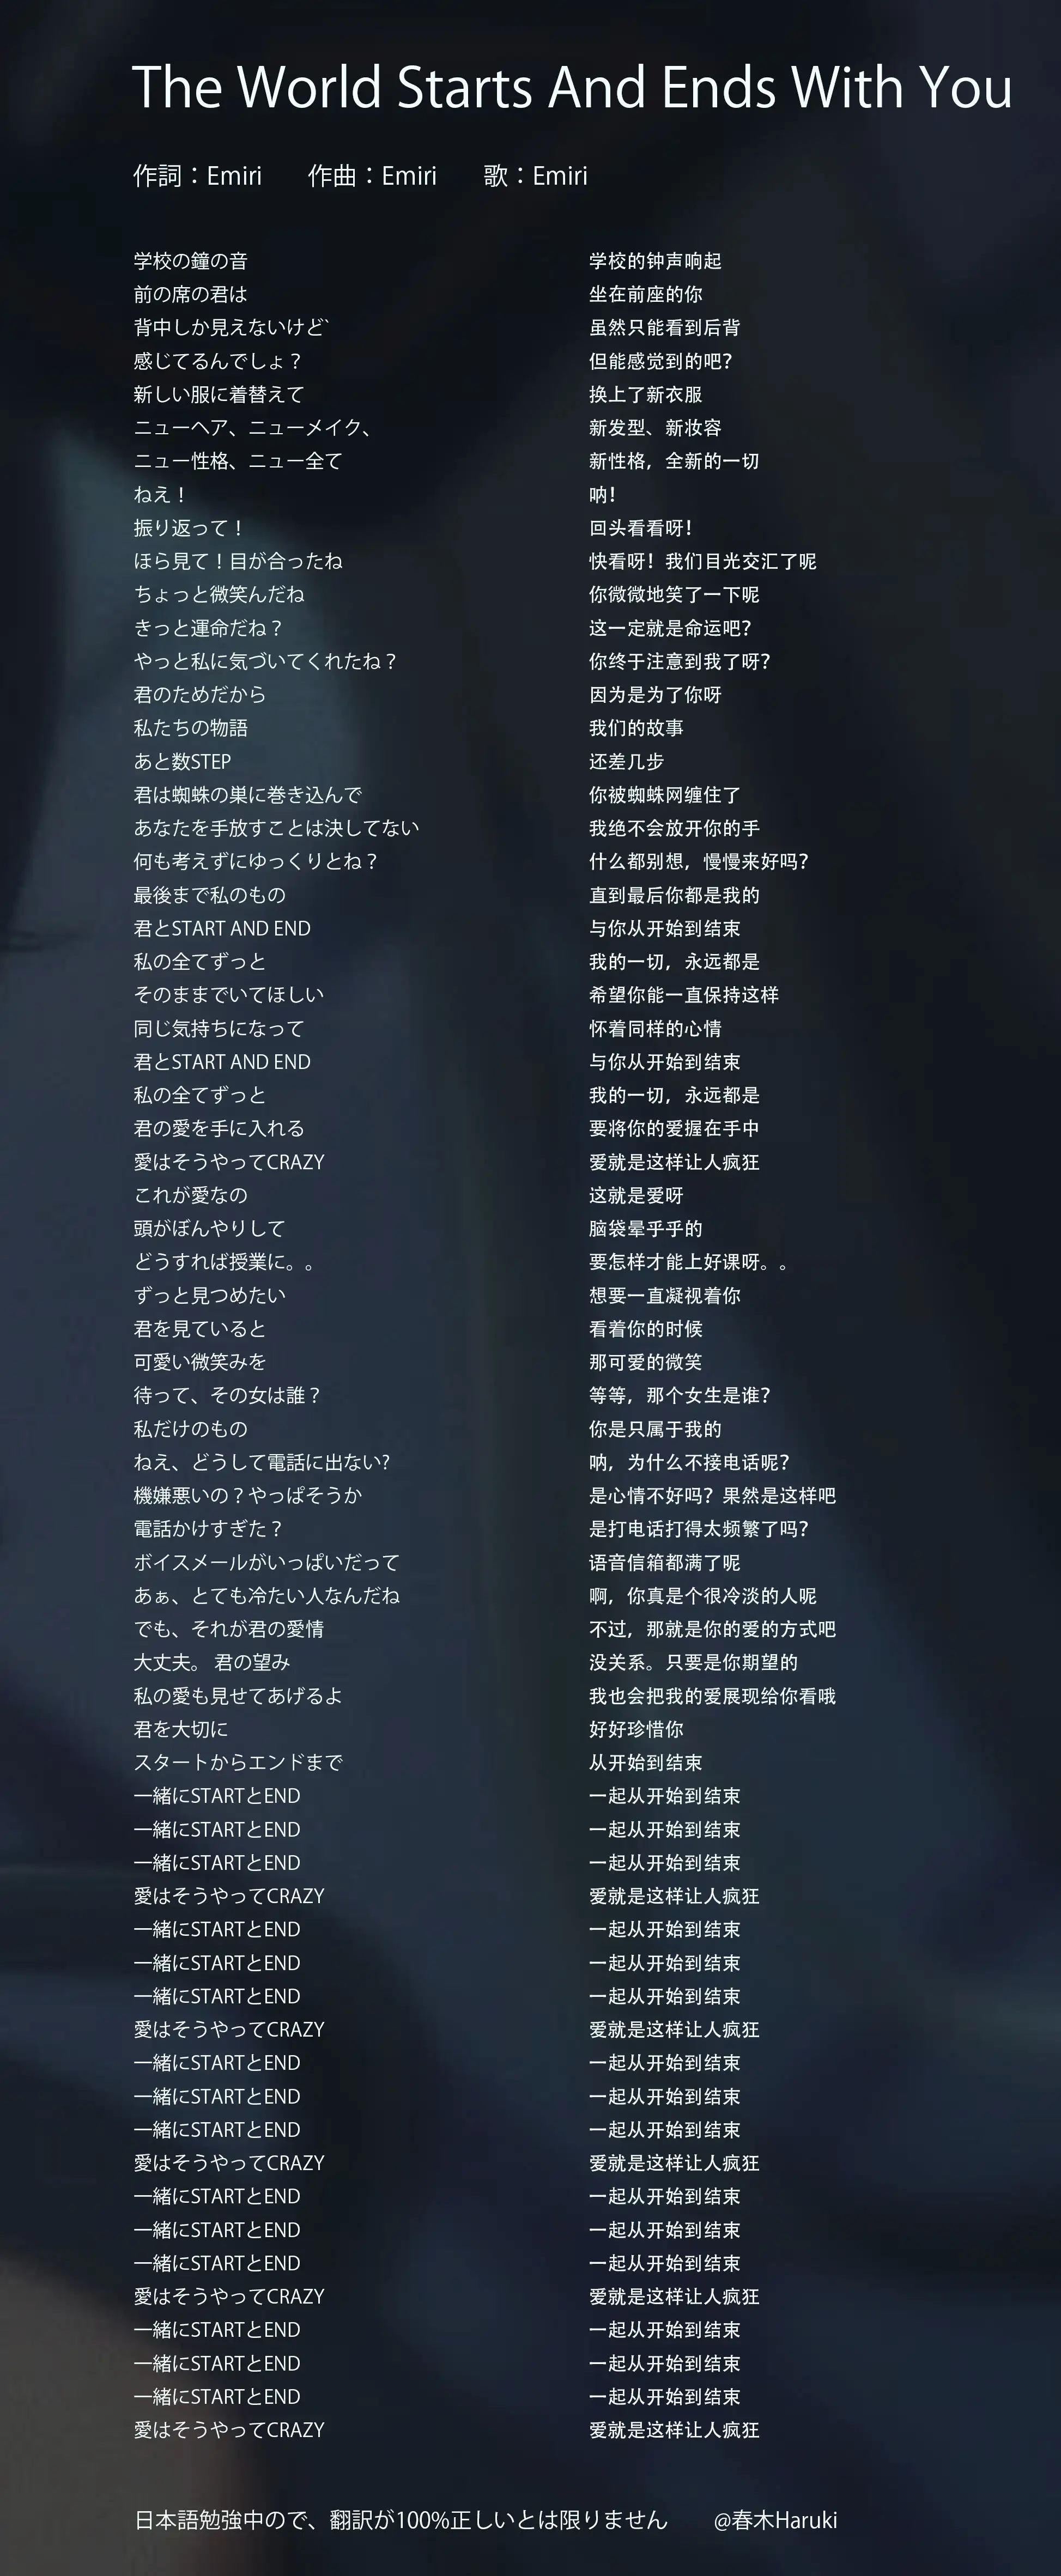 The World Starts And Ends With You
作詞：Emiri　作曲：Emiri　歌：Emiri
学校の鐘の音　学校的钟声响起
前の席の君は　坐在前座的你
背中しか見えないけど`　虽然只能看到后背
感じてるんでしょ？　但能感觉到的吧？
新しい服に着替えて　换上了新衣服
ニューヘア、ニューメイク、　新发型、新妆容
ニュー性格、ニュー全て　新性格，全新的一切
ねえ！　呐！
振り返って！　回头看看呀！
ほら見て！目が合ったね　快看呀！我们目光交汇了呢
ちょっと微笑んだね　你微微地笑了一下呢
きっと運命だね？　这一定就是命运吧？
やっと私に気づいてくれたね？　你终于注意到我了呀？
君のためだから　因为是为了你呀
私たちの物語　我们的故事
あと数STEP　还差几步
君は蜘蛛の巣に巻き込んで　你被蜘蛛网缠住了
あなたを手放すことは決してない　我绝不会放开你的手
何も考えずにゆっくりとね？　什么都别想，慢慢来好吗？
最後まで私のもの　直到最后你都是我的
君とSTART AND END　与你从开始到结束
私の全てずっと　我的一切，永远都是
そのままでいてほしい　希望你能一直保持这样
同じ気持ちになって　怀着同样的心情
君とSTART AND END　与你从开始到结束
私の全てずっと　我的一切，永远都是
君の愛を手に入れる　要将你的爱握在手中
愛はそうやってCRAZY　爱就是这样让人疯狂
これが愛なの　这就是爱呀
頭がぼんやりして　脑袋晕乎乎的
どうすれば授業に。。　要怎样才能上好课呀。。
ずっと見つめたい　想要一直凝视着你
君を見ていると　看着你的时候
可愛い微笑みを　那可爱的微笑
待って、その女は誰？　等等，那个女生是谁？
私だけのもの　你是只属于我的
ねえ、どうして電話に出ない?　呐，为什么不接电话呢？
機嫌悪いの？やっぱそうか　是心情不好吗？果然是这样吧
電話かけすぎた？　是打电话打得太频繁了吗？
ボイスメールがいっぱいだって　语音信箱都满了呢
あぁ、とても冷たい人なんだね　啊，你真是个很冷淡的人呢
でも、それが君の愛情　不过，那就是你的爱的方式吧
大丈夫。 君の望み　没关系。只要是你期望的
私の愛も見せてあげるよ　我也会把我的爱展现给你看哦
君を大切に　好好珍惜你
スタートからエンドまで　从开始到结束
一緒にSTARTとEND　一起从开始到结束
一緒にSTARTとEND　一起从开始到结束
一緒にSTARTとEND　一起从开始到结束
愛はそうやってCRAZY　爱就是这样让人疯狂
一緒にSTARTとEND　一起从开始到结束
一緒にSTARTとEND　一起从开始到结束
一緒にSTARTとEND　一起从开始到结束
愛はそうやってCRAZY　爱就是这样让人疯狂
一緒にSTARTとEND　一起从开始到结束
一緒にSTARTとEND　一起从开始到结束
一緒にSTARTとEND　一起从开始到结束
愛はそうやってCRAZY　爱就是这样让人疯狂
一緒にSTARTとEND　一起从开始到结束
一緒にSTARTとEND　一起从开始到结束
一緒にSTARTとEND　一起从开始到结束
愛はそうやってCRAZY　爱就是这样让人疯狂
一緒にSTARTとEND　一起从开始到结束
一緒にSTARTとEND　一起从开始到结束
一緒にSTARTとEND　一起从开始到结束
愛はそうやってCRAZY　爱就是这样让人疯狂
日本語勉強中ので、翻訳が100%正しいとは限りません　@春木Haruki